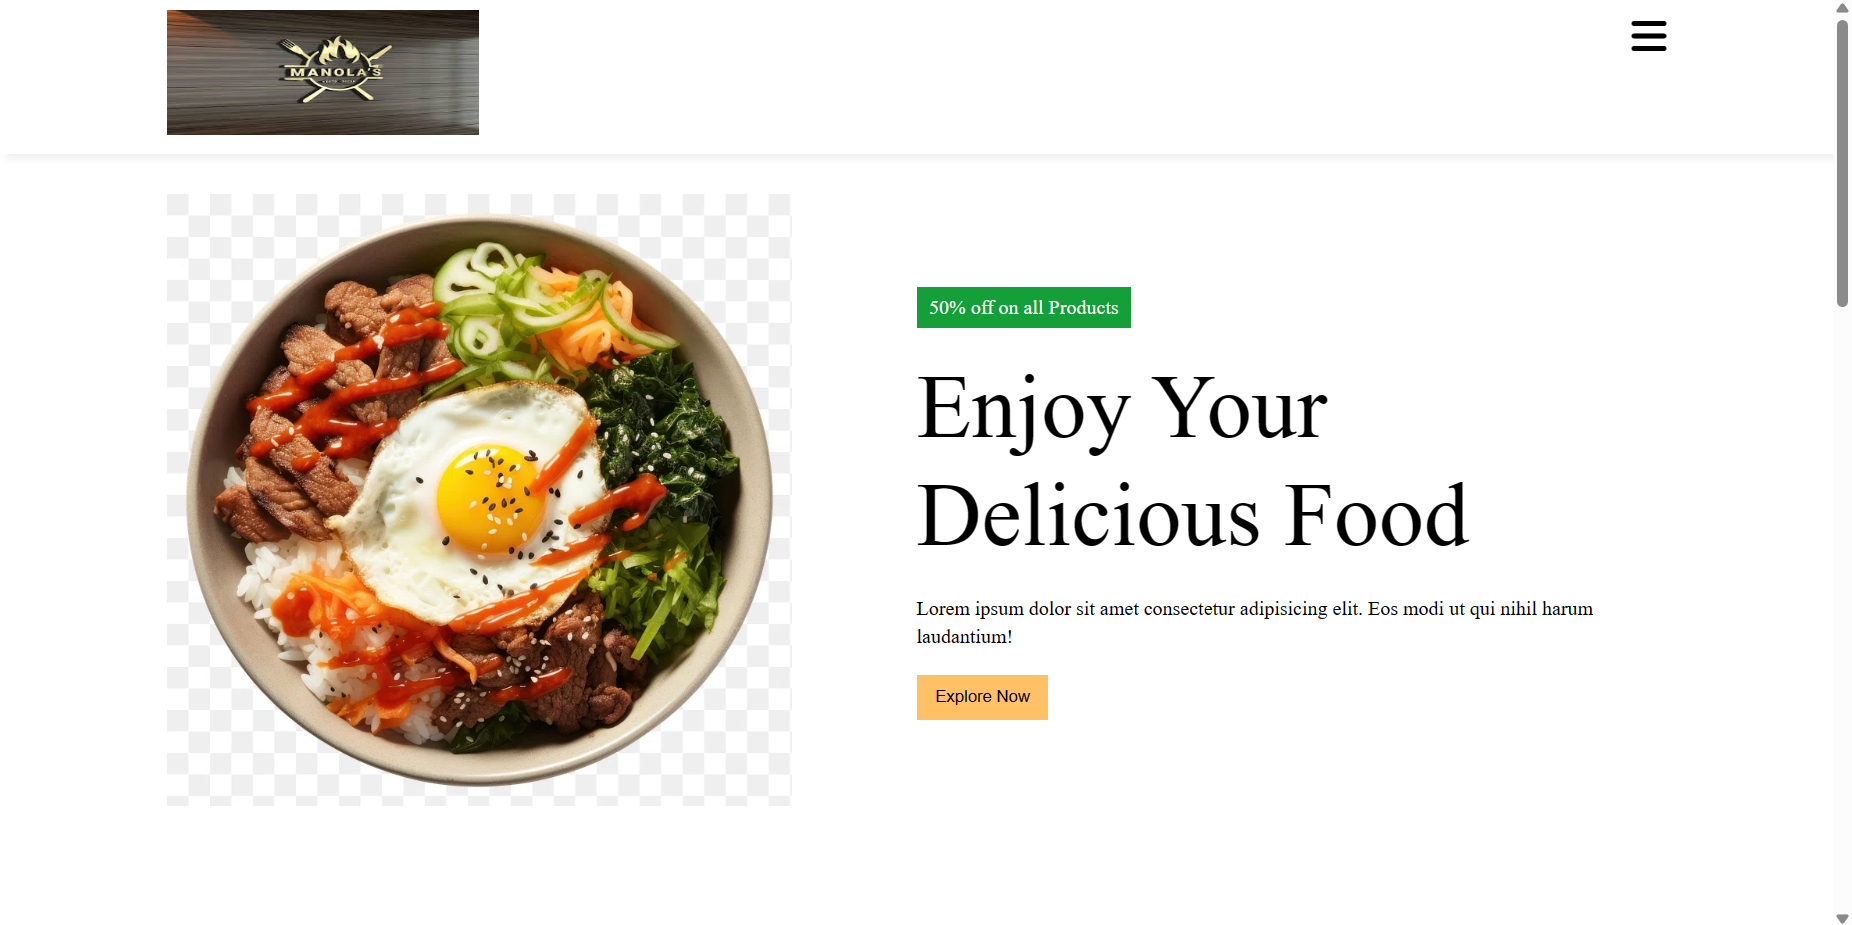 MANOLA'S
50% off on all Products
Enjoy Your
Delicious Food
Lorem ipsum dolor sit amet consectetur adipisicing elit. Eos modi ut qui nihil harum
laudantium!
Explore Now